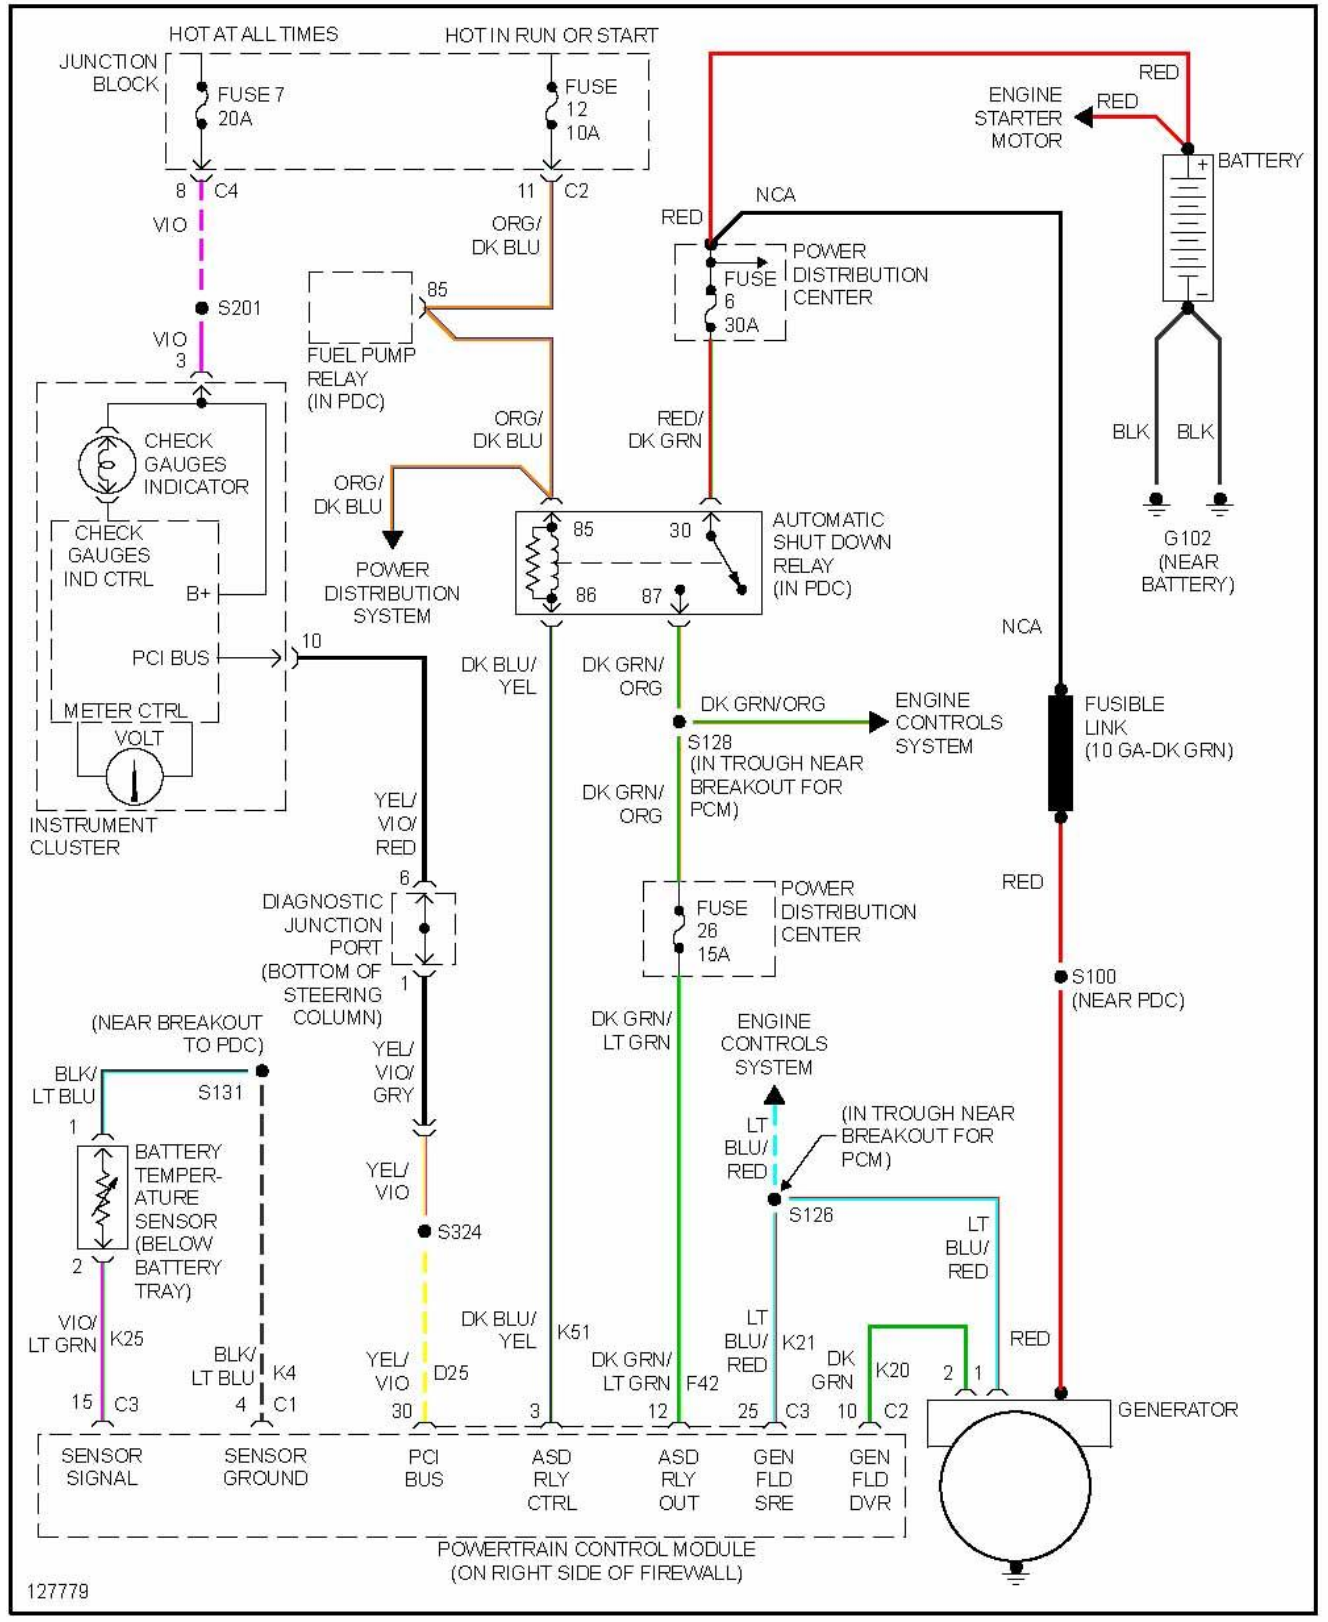 HOT AT ALL TIMES
HOT IN RUN OR START
JUNCTION
BLOCK
FUSE 7
20A
FUSE
12
10A
8 C4
11 C2
VIO
ORG/
DK BLU
S201
VIO
3
85
FUEL PUMP
RELAY
(IN PDC)
RED
ENGINE
STARTER
MOTOR
RED
BATTERY
+
–
NCA
RED
POWER
DISTRIBUTION
CENTER
FUSE
6
30A
BLK
BLK
G102
(NEAR
BATTERY)
CHECK
GAUGES
INDICATOR
CHECK
GAUGES
IND CTRL
B+
PCI BUS
10
METER CTRL
VOLT
INSTRUMENT
CLUSTER
ORG/
DK BLU
RED/
DK GRN
ORG/
DK BLU
POWER
DISTRIBUTION
SYSTEM
85
30
86
87
AUTOMATIC
SHUT DOWN
RELAY
(IN PDC)
NCA
DK BLU/
YEL
DK GRN/
ORG
DK GRN/ORG
ENGINE
CONTROLS
SYSTEM
S128
(IN TROUGH NEAR
BREAKOUT FOR
PCM)
FUSIBLE
LINK
(10 GA-DK GRN)
YEL/
VIO/
RED
DK GRN/
ORG
6
DIAGNOSTIC
JUNCTION
PORT
(BOTTOM OF
STEERING
COLUMN)
1
FUSE
26
15A
POWER
DISTRIBUTION
CENTER
RED
S100
(NEAR PDC)
(NEAR BREAKOUT
TO PDC)
S131
BLK/
LT BLU
1
YEL/
VIO/
GRY
DK GRN/
LT GRN
ENGINE
CONTROLS
SYSTEM
LT
BLU/
RED
(IN TROUGH NEAR
BREAKOUT FOR
PCM)
BATTERY
TEMPER-
ATURE
SENSOR
(BELOW
BATTERY
TRAY)
2
YEL/
VIO
S324
S126
LT
BLU/
RED
VIO/
LT GRN
K25
BLK/
LT BLU
K4
YEL/
VIO
D25
DK BLU/
YEL
K51
DK GRN/
LT GRN
F42
LT
BLU/
RED
K21
DK
GRN
K20
2 1
RED
15 C3
4 C1
30
3
12
25 C3
10 C2
GENERATOR
SENSOR
SIGNAL
SENSOR
GROUND
PCI
BUS
ASD
RLY
CTRL
ASD
RLY
OUT
GEN
FLD
SRE
GEN
FLD
DVR
POWERTRAIN CONTROL MODULE
(ON RIGHT SIDE OF FIREWALL)
127779